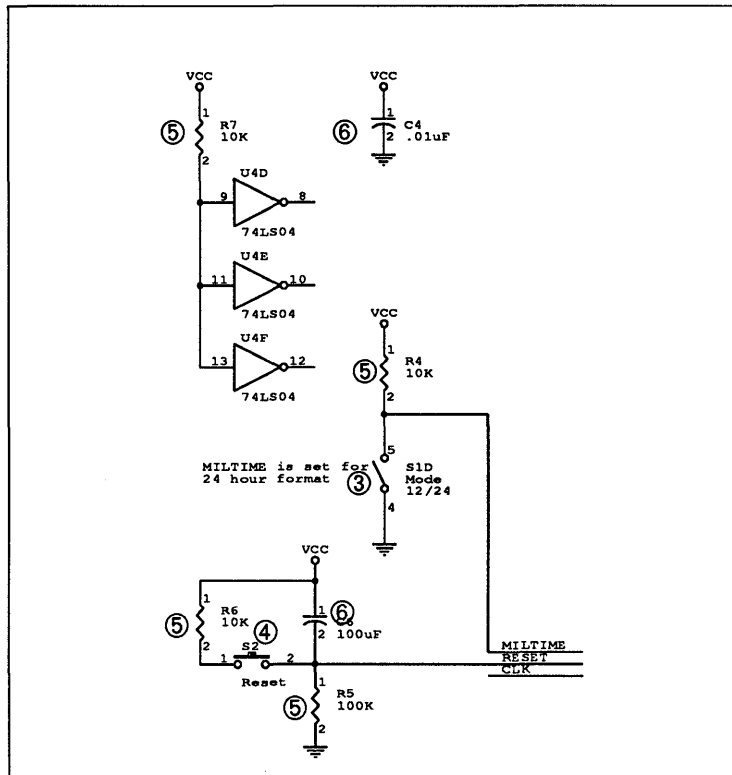 VCC
VCC
1
⑤ R7
10K
2
1
⑥ C4
2 .01uF
U4D
9 8
74LS04
U4E
11 10
74LS04
U4F
13 12
74LS04
VCC
1
⑤ R4
10K
2
5
MILTIME is set for S1D
24 hour format ③ Mode
12/24
4
VCC
1
⑤ R6
10K
2
1 ⑥
2 100uF
④
S2
1 2
Reset
MILTIME
RESET
CLK
1
⑤ R5
100K
2